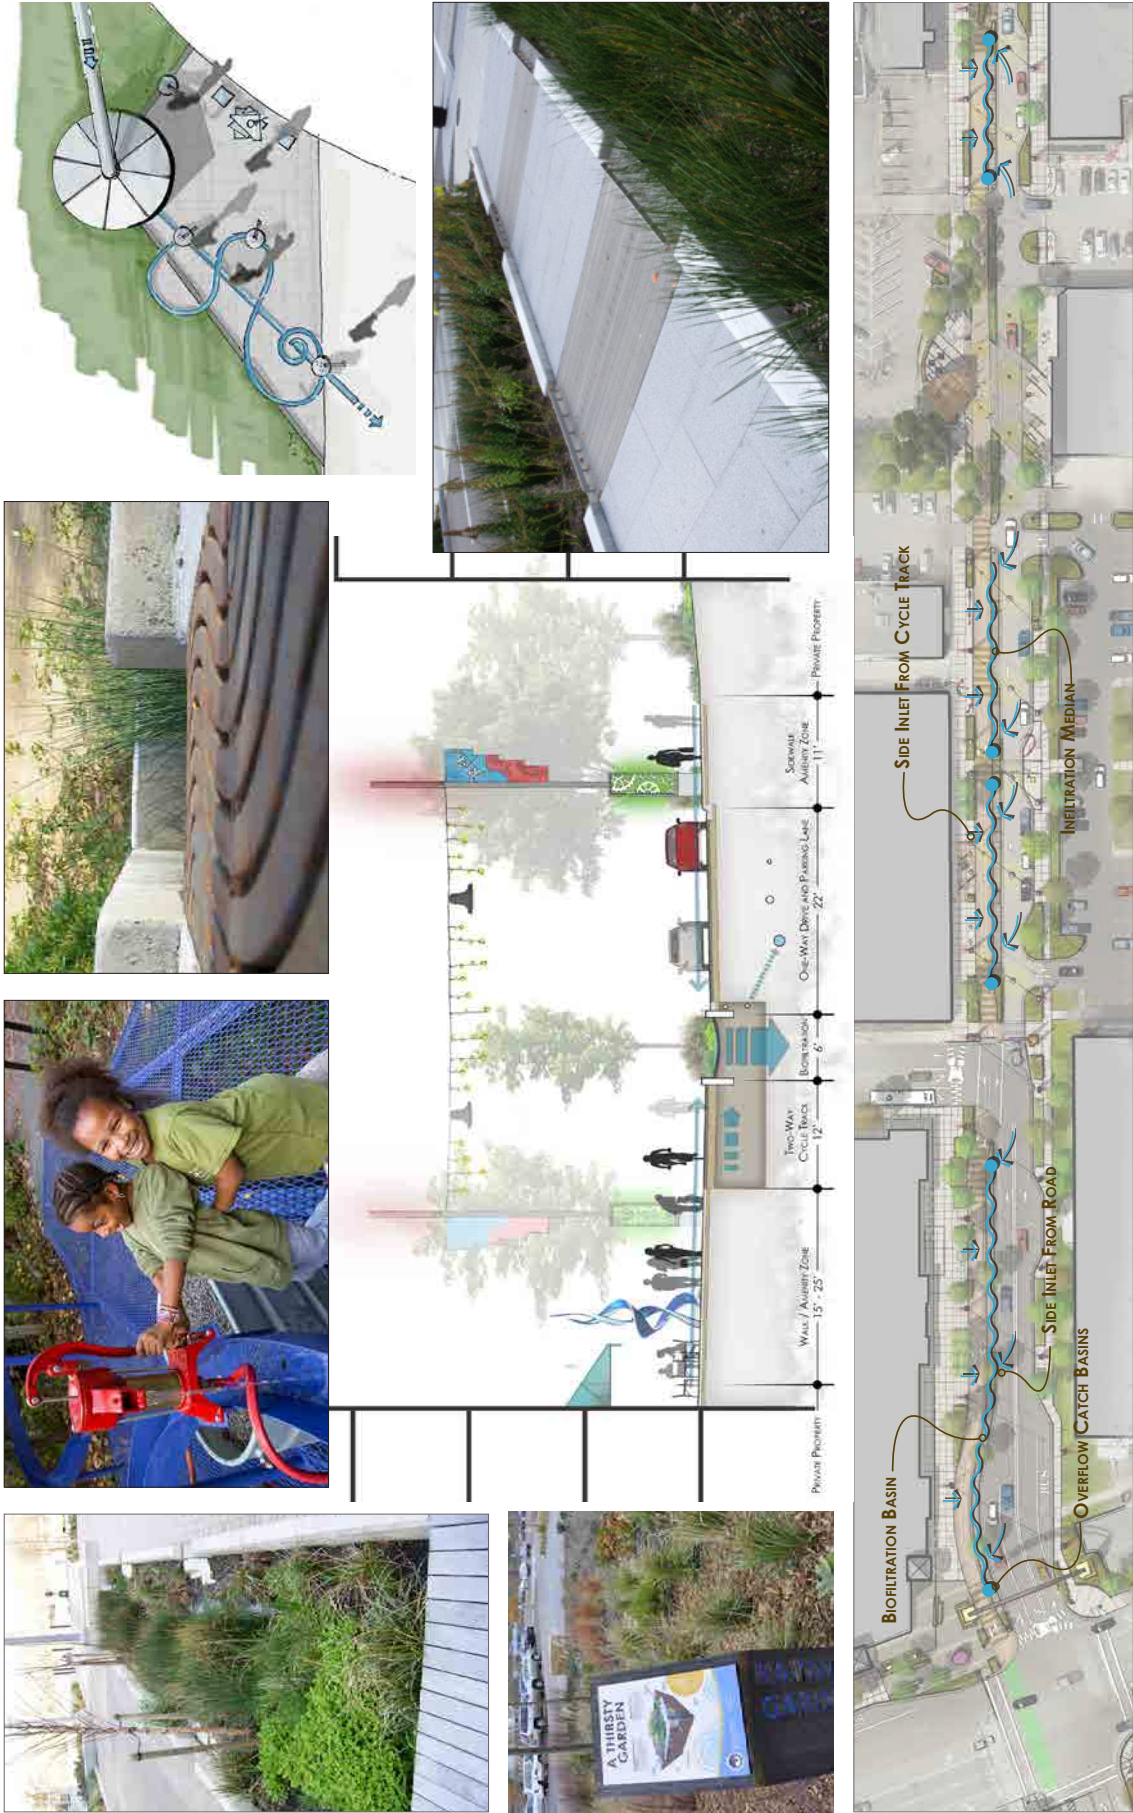 A THIRSTY
GARDEN
PRIVATE PROPERTY
WALK / AMENITY ZONE
15' - 25'
TWO-WAY
CYCLE TRACK
12'
BIOFILTRATION
6'
ONE-WAY DRIVE AND PARKING LANE
22'
SIDEWALK
AMENITY ZONE
11'
PRIVATE PROPERTY
BIOFILTRATION BASIN
SIDE INLET FROM CYCLE TRACK
OVERFLOW CATCH BASINS
SIDE INLET FROM ROAD
INFILTRATION MEDIAN